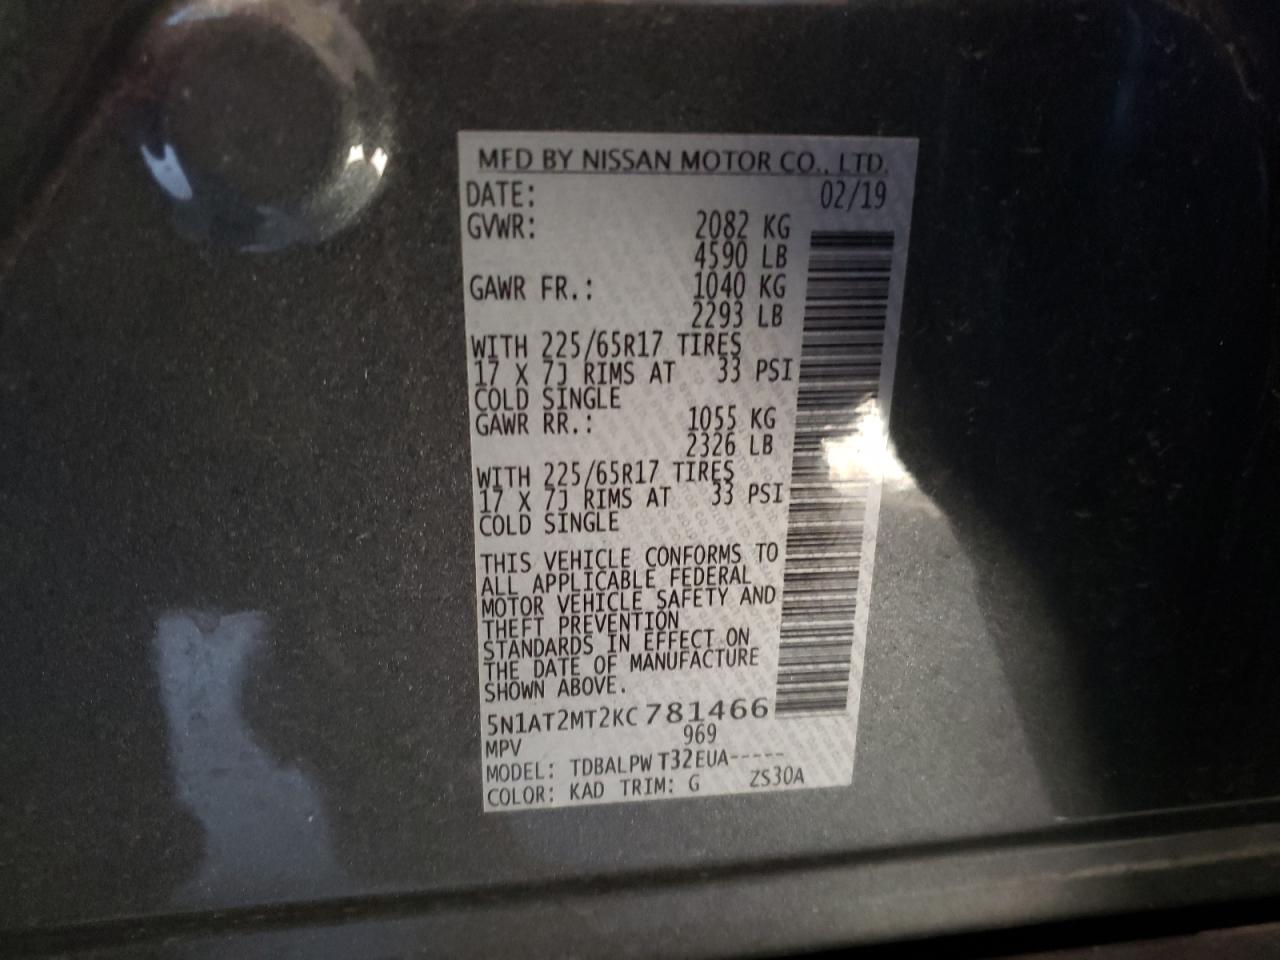 MFD BY NISSAN MOTOR CO., LTD.
DATE: 02/19
GVWR: 2082 KG
4590 LB
GAWR FR.: 1040 KG
2293 LB
WITH 225/65R17 TIRES
17 X 7J RIMS AT 33 PSI
COLD SINGLE
GAWR RR.: 1055 KG
2326 LB
WITH 225/65R17 TIRES
17 X 7J RIMS AT 33 PSI
COLD SINGLE
THIS VEHICLE CONFORMS TO
ALL APPLICABLE FEDERAL
MOTOR VEHICLE SAFETY AND
THEFT PREVENTION
STANDARDS IN EFFECT ON
THE DATE OF MANUFACTURE
SHOWN ABOVE.
5N1AT2MT2KC781466
MPV 969
MODEL: TDBALPW T32EUA-----
COLOR: KAD TRIM: G ZS30A